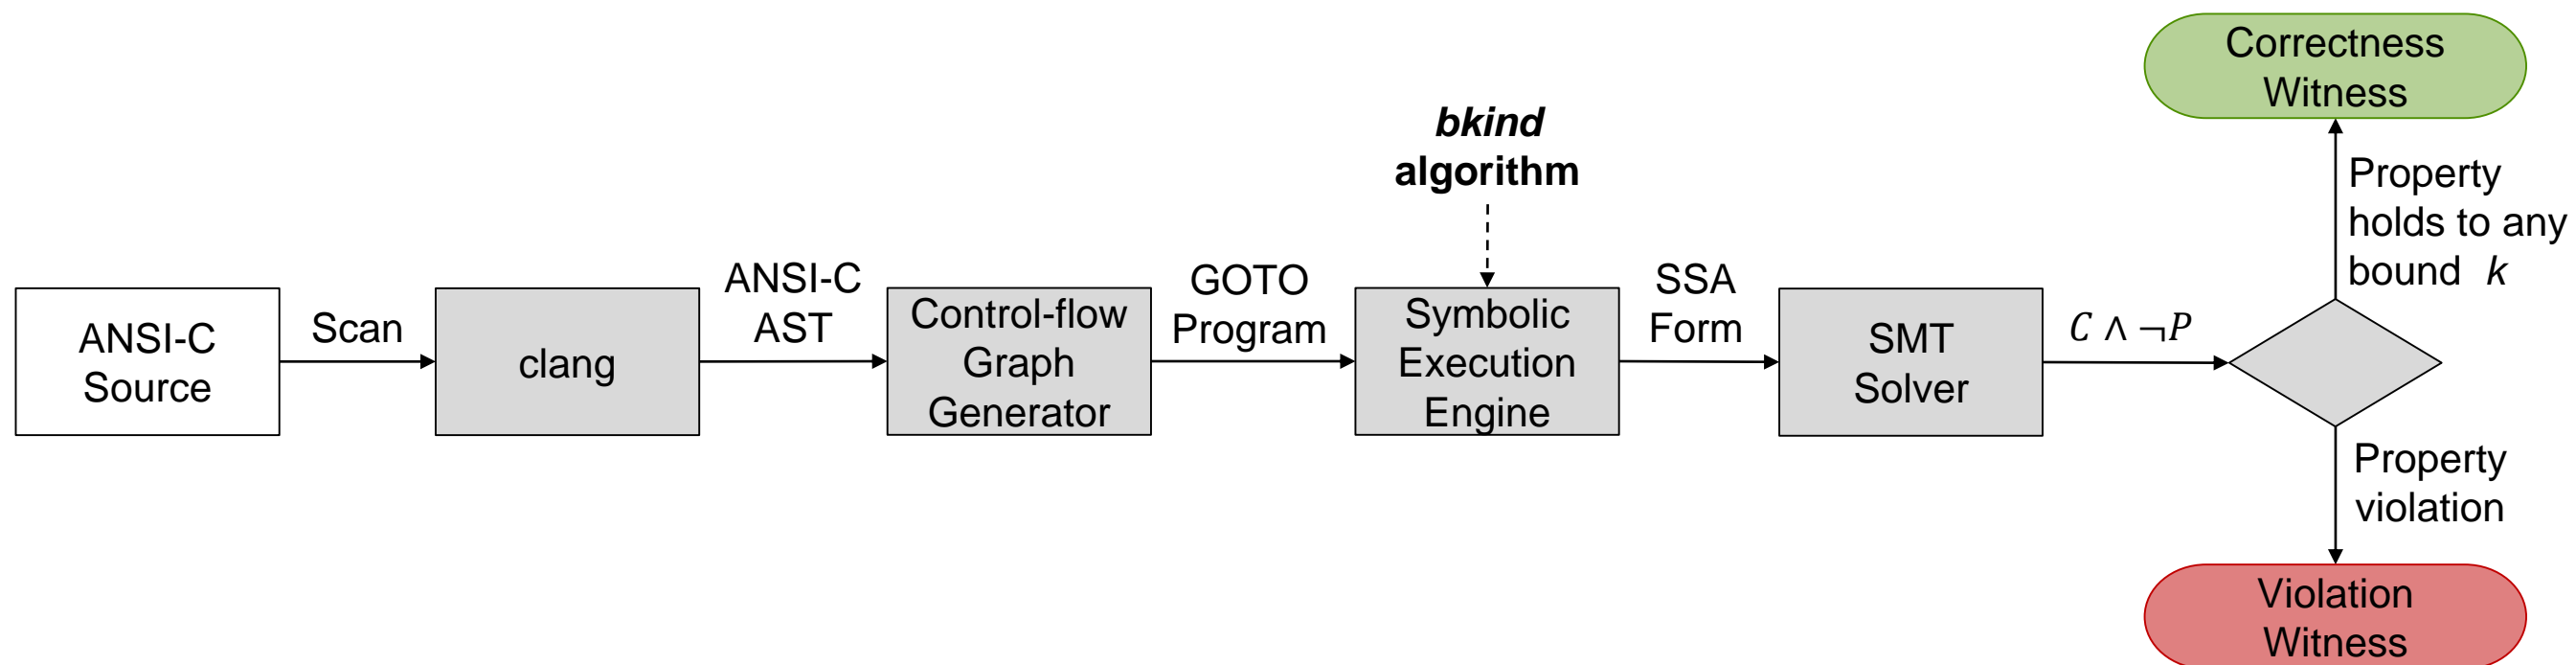 ANSI-C
Source
Scan
clang
ANSI-C
AST
Control-flow
Graph
Generator
GOTO
Program
bkind
algorithm
Symbolic
Execution
Engine
SSA
Form
SMT
Solver
C ∧ ¬P
Correctness
Witness
Property
holds to any
bound k
Property
violation
Violation
Witness